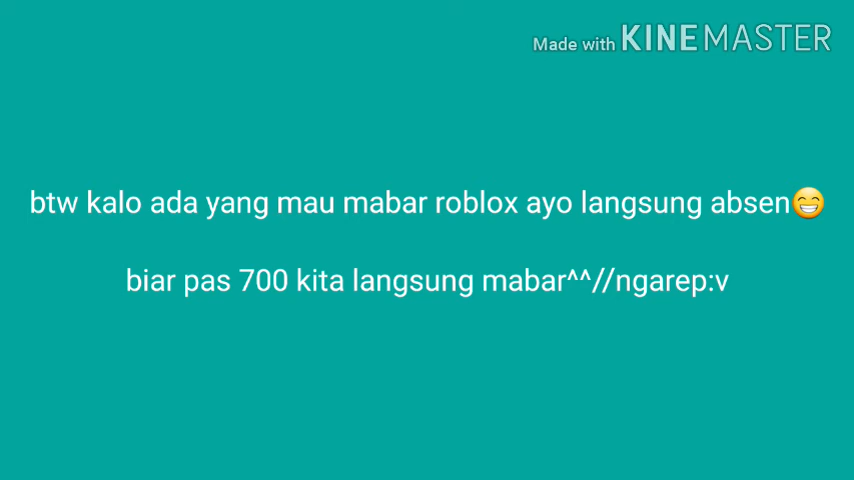 Made with KINEMASTER
btw kalo ada yang mau mabar roblox ayo langsung absen😁
biar pas 700 kita langsung mabar^^//ngarep:v